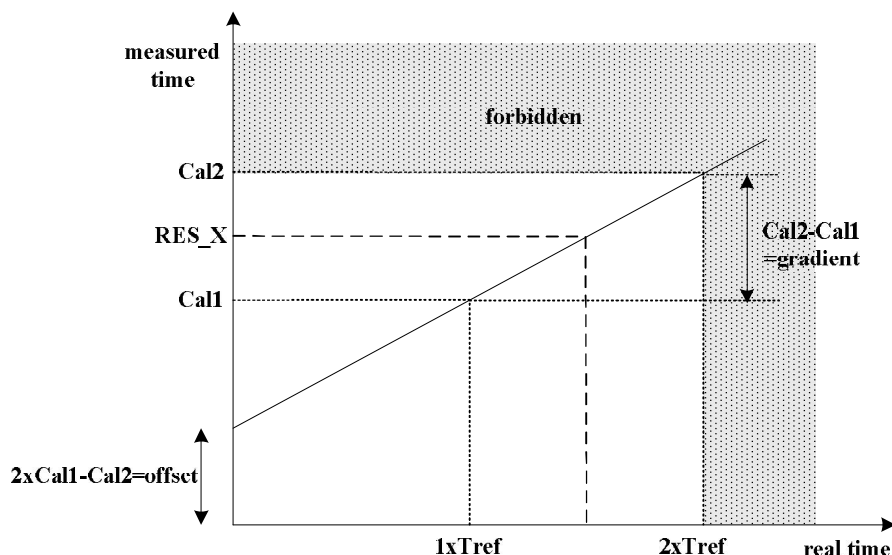 measured
time
forbidden
Cal2
RES_X
Cal2-Cal1
=gradient
Cal1
2xCal1-Cal2=offset
1xTref
2xTref
real time